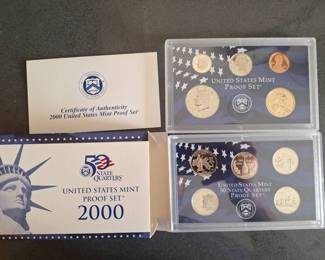 Certificate of Authenticity
2000 United States Mint Proof Set
UNITED STATES MINT
PROOF SET
50
STATE
QUARTERS
UNITED STATES MINT
PROOF SET
2000
UNITED STATES MINT
50 STATE QUARTERS
PROOF SET